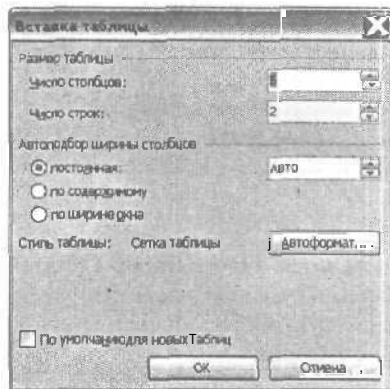 Вставка таблицы
Размер таблицы
Число столбцов:
Число строк: 2
Автоподбор ширины столбцов
постоянная: Авто
по содержимому
по ширине окна
Стиль таблицы: Сетка таблицы Автоформат...
По умолчанию для новых таблиц
ОК Отмена